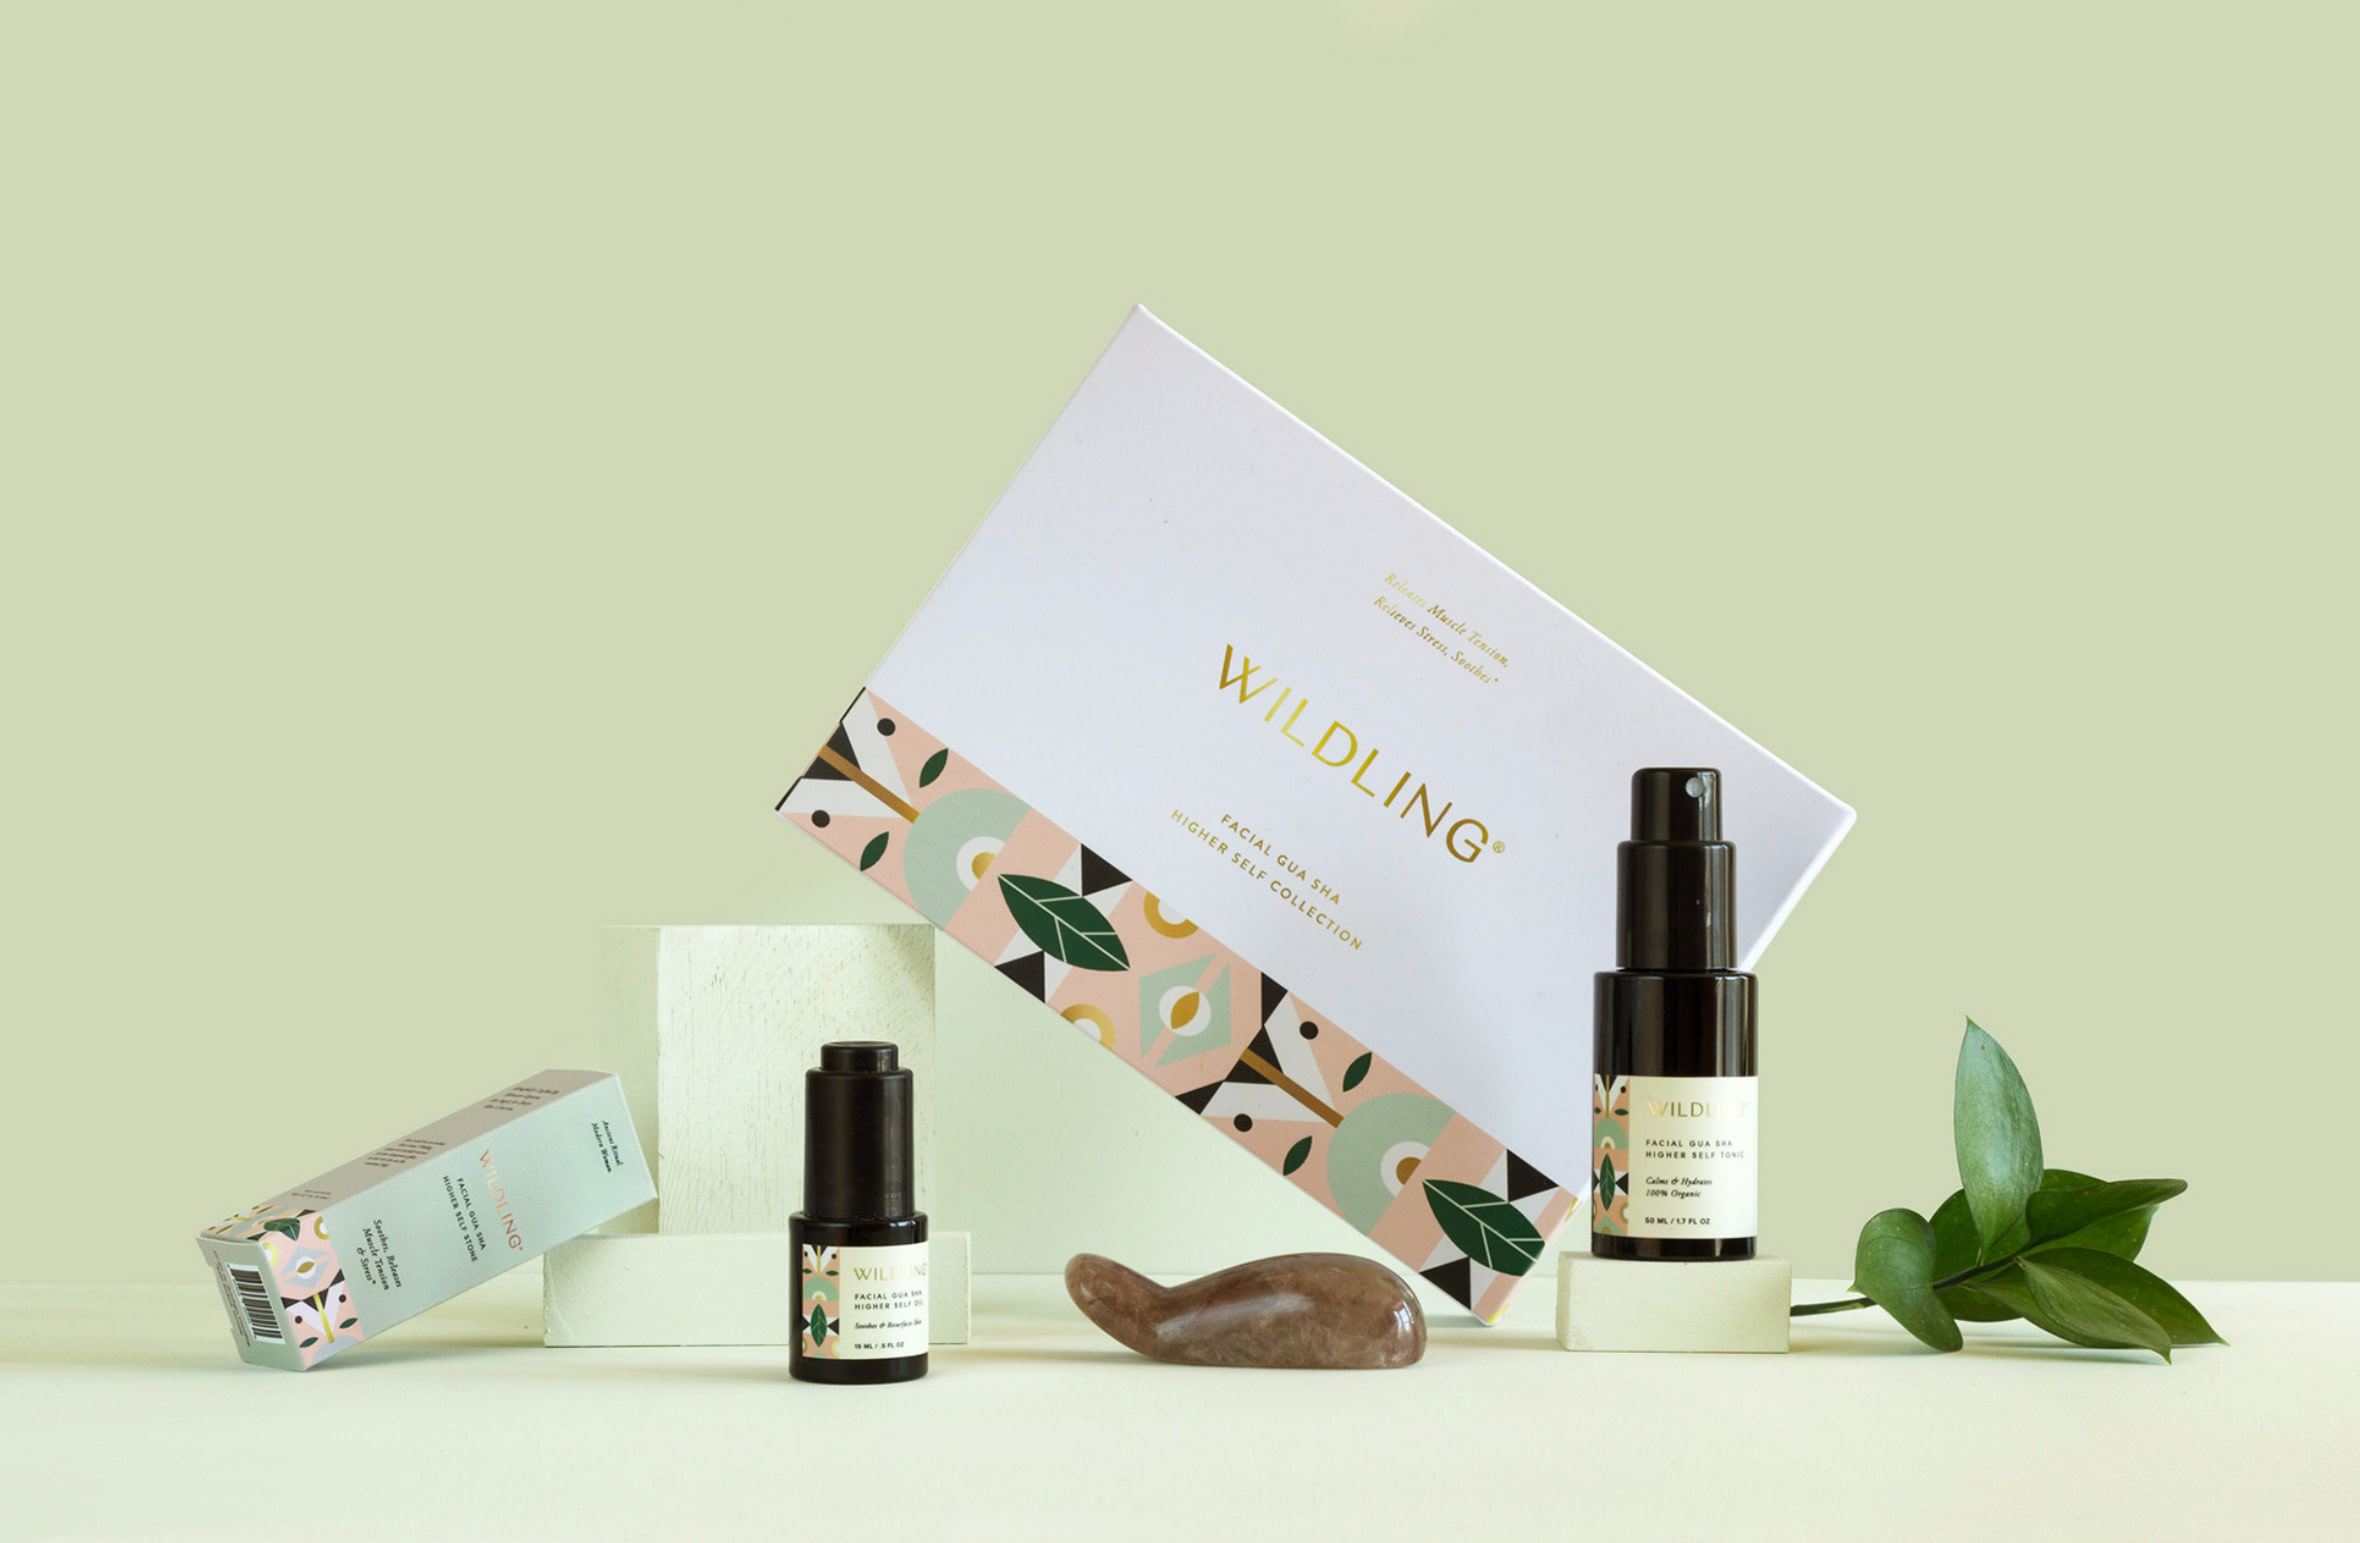 Releases Muscle Tension,
Relieves Stress, Soothes*
WILDLING®
FACIAL GUA SHA
HIGHER SELF COLLECTION
Ancient Ritual
Modern Woman
WILDLING®
FACIAL GUA SHA
HIGHER SELF STONE
Soothes, Releases
Muscle Tension
& Stress*
WILDLING
FACIAL GUA SHA
HIGHER SELF OIL
Soothes & Resurfaces Skin
15 ML / .5 FL OZ
WILDLING®
FACIAL GUA SHA
HIGHER SELF TONIC
Calms & Hydrates
100% Organic
50 ML / 1.7 FL OZ